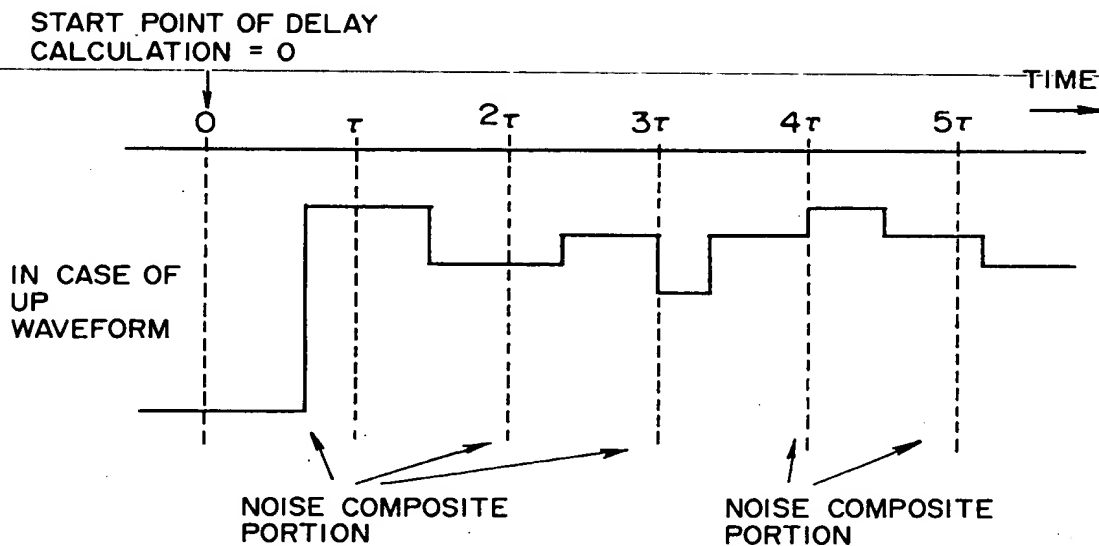 START POINT OF DELAY
CALCULATION = 0
TIME
0 τ 2τ 3τ 4τ 5τ
IN CASE OF
UP
WAVEFORM
NOISE COMPOSITE
PORTION
NOISE COMPOSITE
PORTION